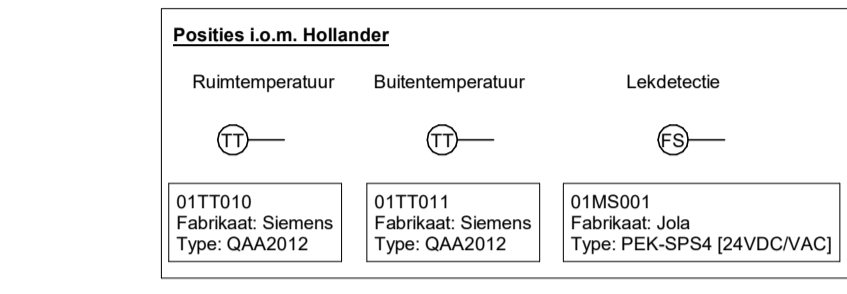 Posities i.o.m. Hollander
Ruimtemperatuur
Buitentemperatuur
Lekdetectie
TT
TT
FS
01TT010
Fabrikaat: Siemens
Type: QAA2012
01TT011
Fabrikaat: Siemens
Type: QAA2012
01MS001
Fabrikaat: Jola
Type: PEK-SPS4 [24VDC/VAC]